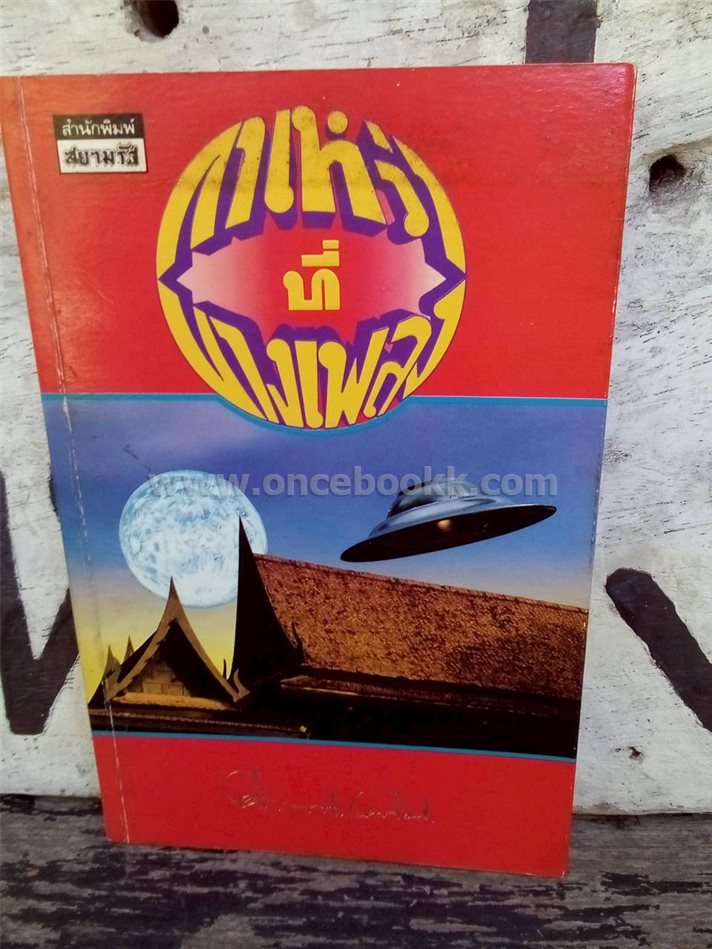 สำนักพิมพ์
สยามรัฐ
กาเหว่า
ที่
บางเพลง
www.oncebookk.com